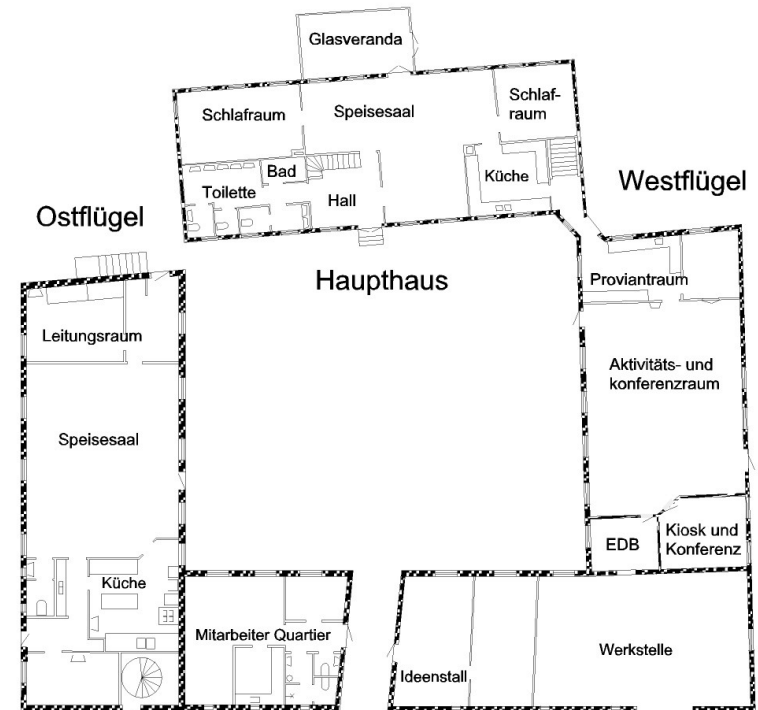 Glasveranda
Schlafraum
Speisesaal
Schlaf-
raum
Bad
Toilette
Hall
Küche
Westflügel
Ostflügel
Haupthaus
Proviantraum
Leitungsraum
Aktivitäts- und
konferenzraum
Speisesaal
EDB
Kiosk und
Konferenz
Küche
Mitarbeiter Quartier
Ideenstall
Werkstelle